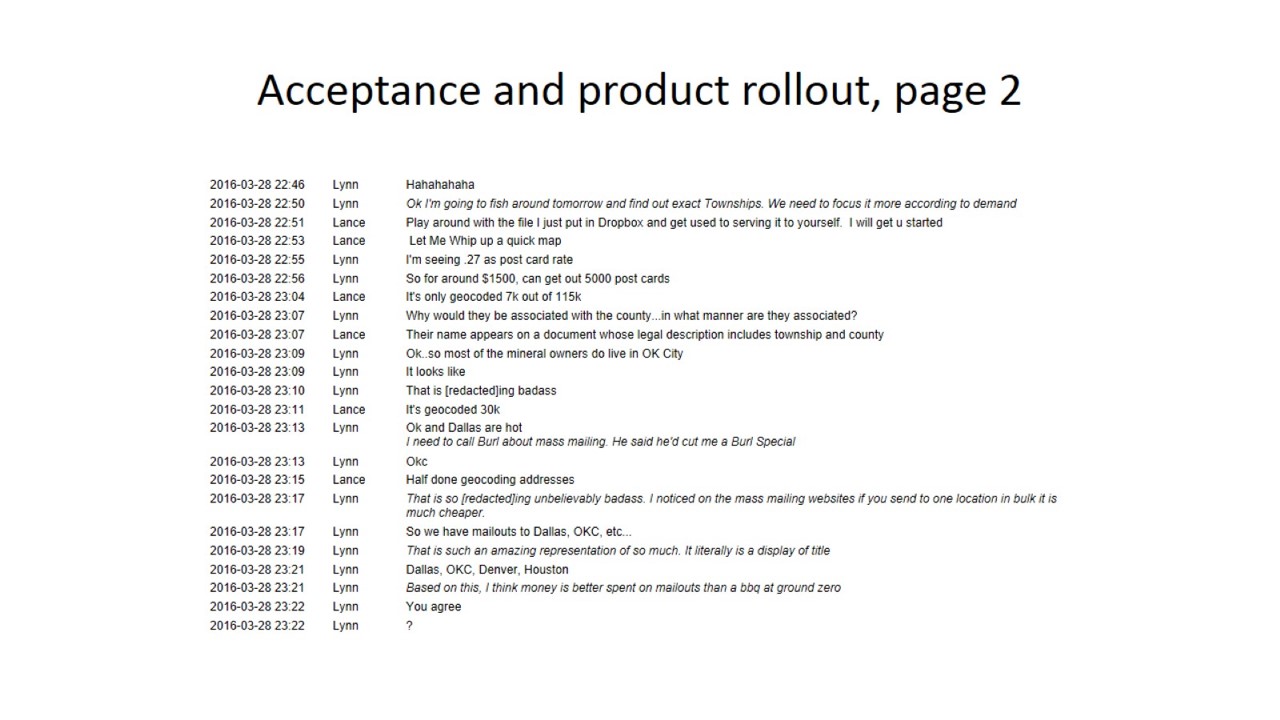 Acceptance and product rollout, page 2
2016-03-28 22:46 Lynn Hahahahaha
2016-03-28 22:50 Lynn Ok I'm going to fish around tomorrow and find out exact Townships. We need to focus it more according to demand
2016-03-28 22:51 Lance Play around with the file I just put in Dropbox and get used to serving it to yourself. I will get u started
2016-03-28 22:53 Lance Let Me Whip up a quick map
2016-03-28 22:55 Lynn I'm seeing .27 as post card rate
2016-03-28 22:56 Lynn So for around $1500, can get out 5000 post cards
2016-03-28 23:04 Lance It's only geocoded 7k out of 115k
2016-03-28 23:07 Lynn Why would they be associated with the county...in what manner are they associated?
2016-03-28 23:07 Lance Their name appears on a document whose legal description includes township and county
2016-03-28 23:09 Lynn Ok..so most of the mineral owners do live in OK City
2016-03-28 23:09 Lynn It looks like
2016-03-28 23:10 Lynn That is [redacted]ing badass
2016-03-28 23:11 Lance It's geocoded 30k
2016-03-28 23:13 Lynn Ok and Dallas are hot
I need to call Burl about mass mailing. He said he'd cut me a Burl Special
2016-03-28 23:13 Lynn Okc
2016-03-28 23:15 Lance Half done geocoding addresses
2016-03-28 23:17 Lynn That is so [redacted]ing unbelievably badass. I noticed on the mass mailing websites if you send to one location in bulk it is
much cheaper.
2016-03-28 23:17 Lynn So we have mailouts to Dallas, OKC, etc...
2016-03-28 23:19 Lynn That is such an amazing representation of so much. It literally is a display of title
2016-03-28 23:21 Lynn Dallas, OKC, Denver, Houston
2016-03-28 23:21 Lynn Based on this, I think money is better spent on mailouts than a bbq at ground zero
2016-03-28 23:22 Lynn You agree
2016-03-28 23:22 Lynn ?